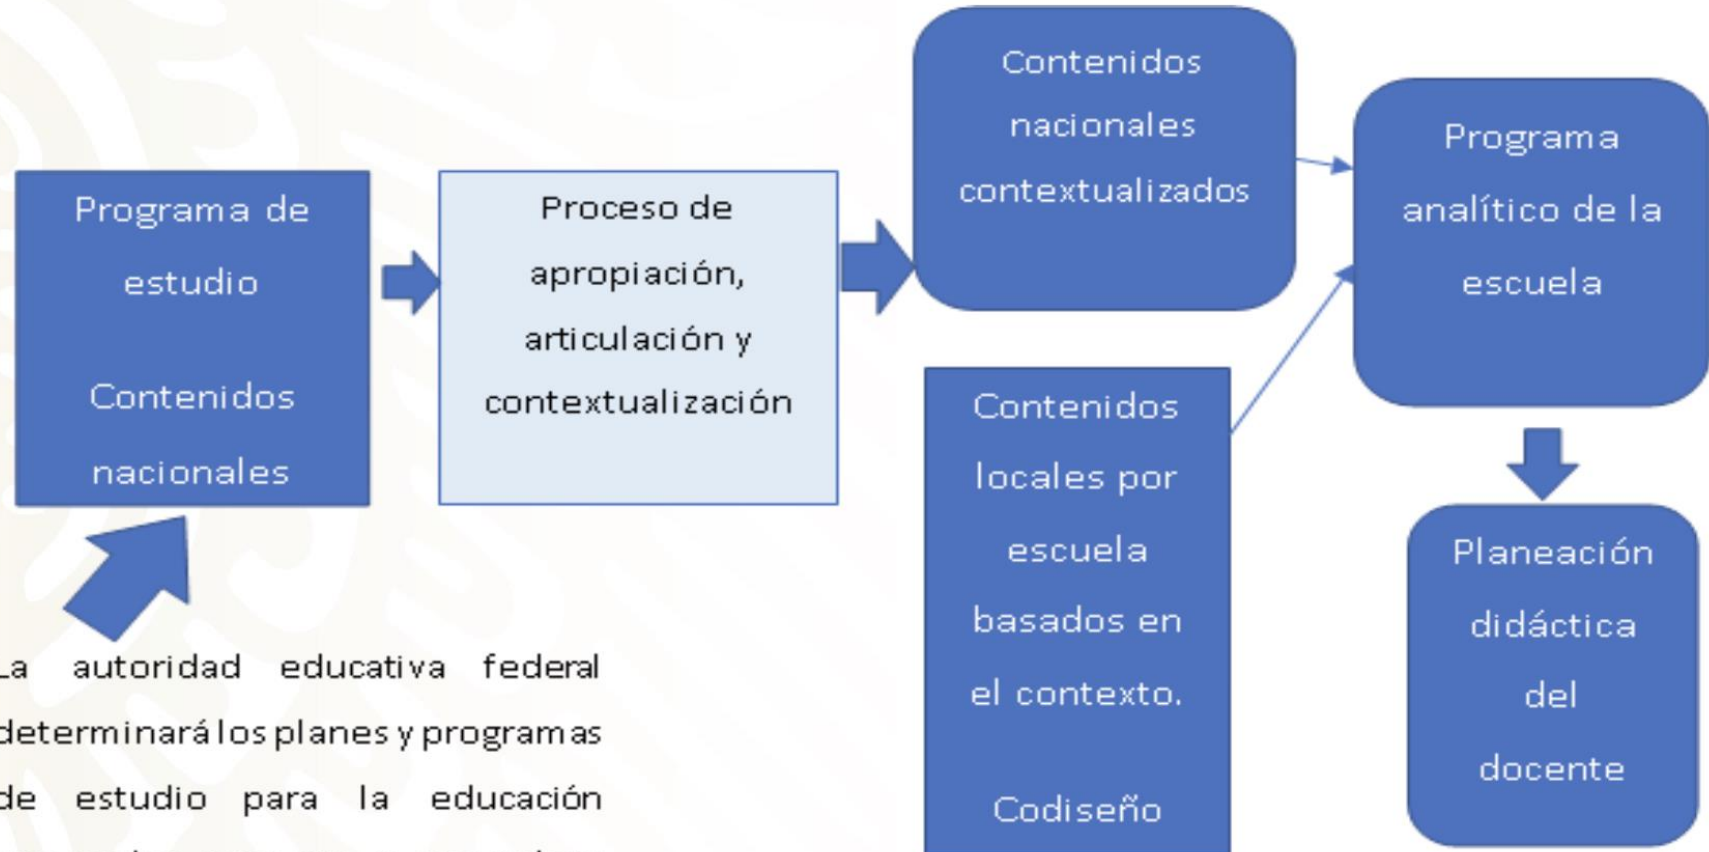 Programa de
estudio
Contenidos
nacionales
Proceso de
apropiación,
articulación y
contextualización
Contenidos
nacionales
contextualizados
Contenidos
locales por
escuela
basados en
el contexto.
Codiseño
Programa
analítico de la
escuela
Planeación
didáctica
del
docente
La autoridad educativa federal
determinará los planes y programas
de estudio para la educación